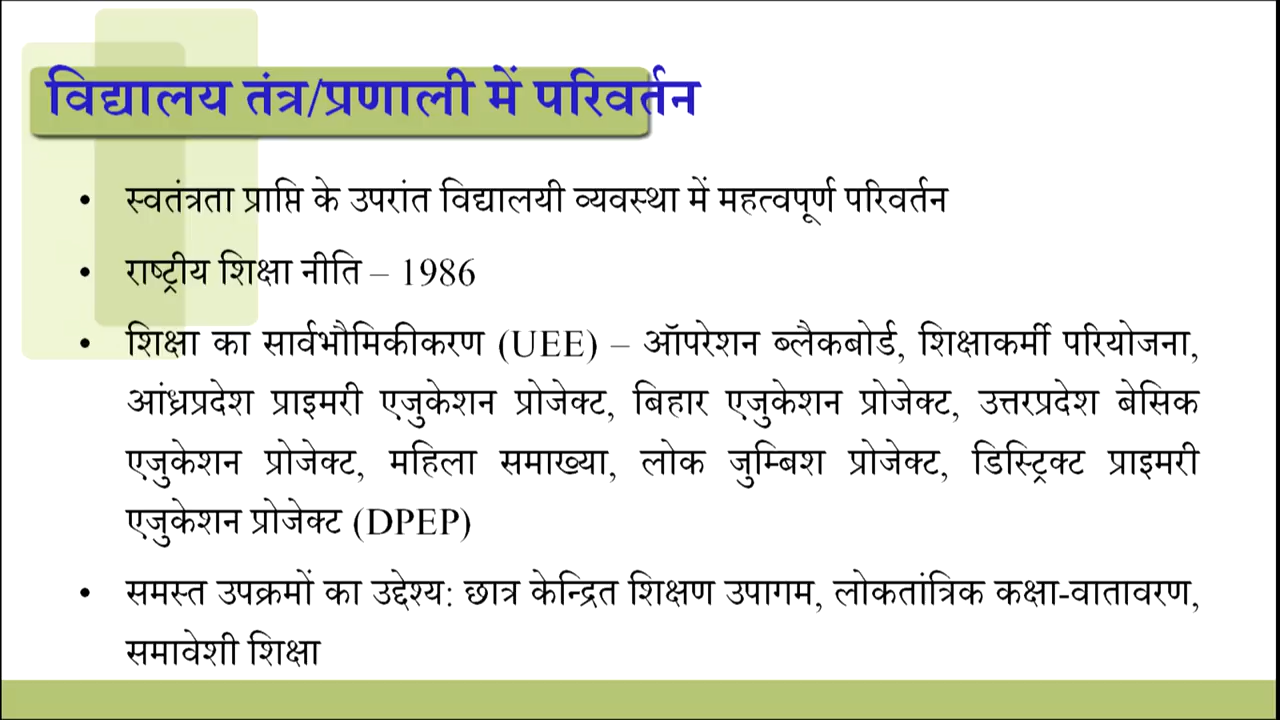 विद्यालय तंत्र/प्रणाली में परिवर्तन
• स्वतंत्रता प्राप्ति के उपरांत विद्यालयी व्यवस्था में महत्वपूर्ण परिवर्तन
• राष्ट्रीय शिक्षा नीति – 1986
• शिक्षा का सार्वभौमिकीकरण (UEE) – ऑपरेशन ब्लैकबोर्ड, शिक्षाकर्मी परियोजना,
आंध्रप्रदेश प्राइमरी एजुकेशन प्रोजेक्ट, बिहार एजुकेशन प्रोजेक्ट, उत्तरप्रदेश बेसिक
एजुकेशन प्रोजेक्ट, महिला समाख्या, लोक जुम्बिश प्रोजेक्ट, डिस्ट्रिक्ट प्राइमरी
एजुकेशन प्रोजेक्ट (DPEP)
• समस्त उपक्रमों का उद्देश्य: छात्र केन्द्रित शिक्षण उपागम, लोकतांत्रिक कक्षा-वातावरण,
समावेशी शिक्षा